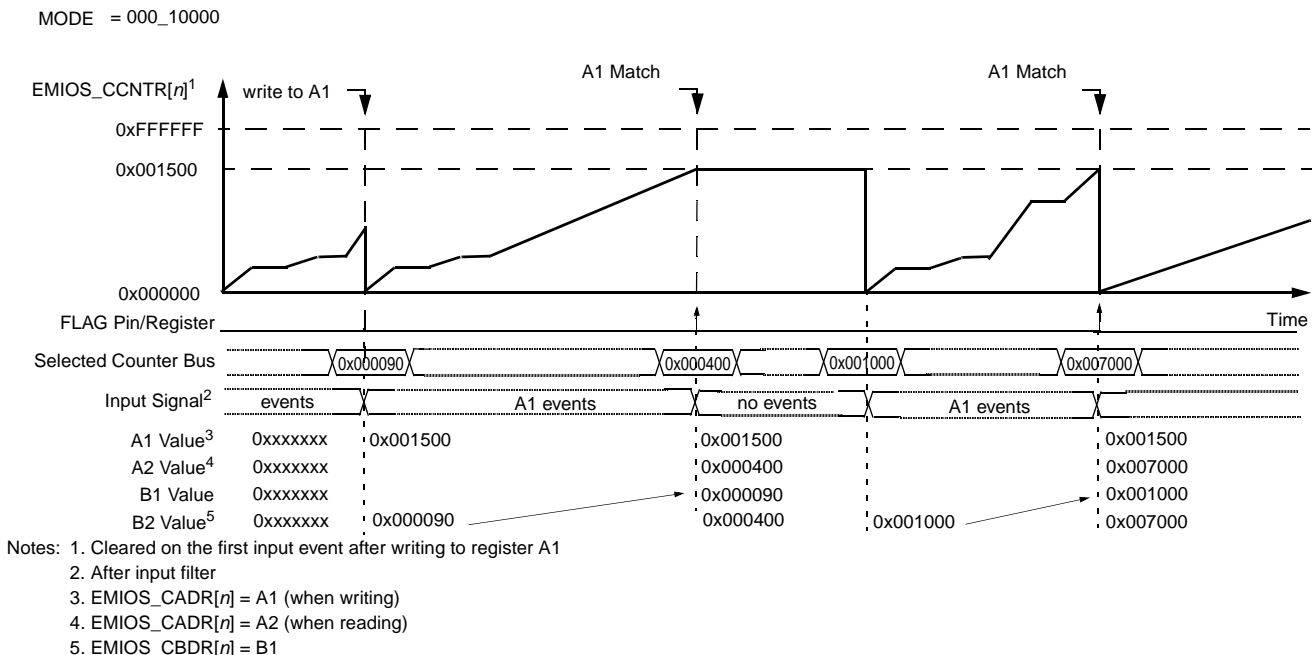 MODE = 000_10000
A1 Match A1 Match
EMIOS_CCNTR[n]1 write to A1
0xFFFFFF
0x001500
0x000000
FLAG Pin/Register Time
Selected Counter Bus 0x000090 0x000400 0x001000 0x007000
Input Signal2 events A1 events no events A1 events
A1 Value3 0xxxxxxx 0x001500 0x001500 0x001500
A2 Value4 0xxxxxxx 0x000400 0x007000
B1 Value 0xxxxxxx 0x000090 0x001000
B2 Value5 0xxxxxxx 0x000090 0x000400 0x001000 0x007000
Notes: 1. Cleared on the first input event after writing to register A1
2. After input filter
3. EMIOS_CADR[n] = A1 (when writing)
4. EMIOS_CADR[n] = A2 (when reading)
5. EMIOS_CBDR[n] = B1